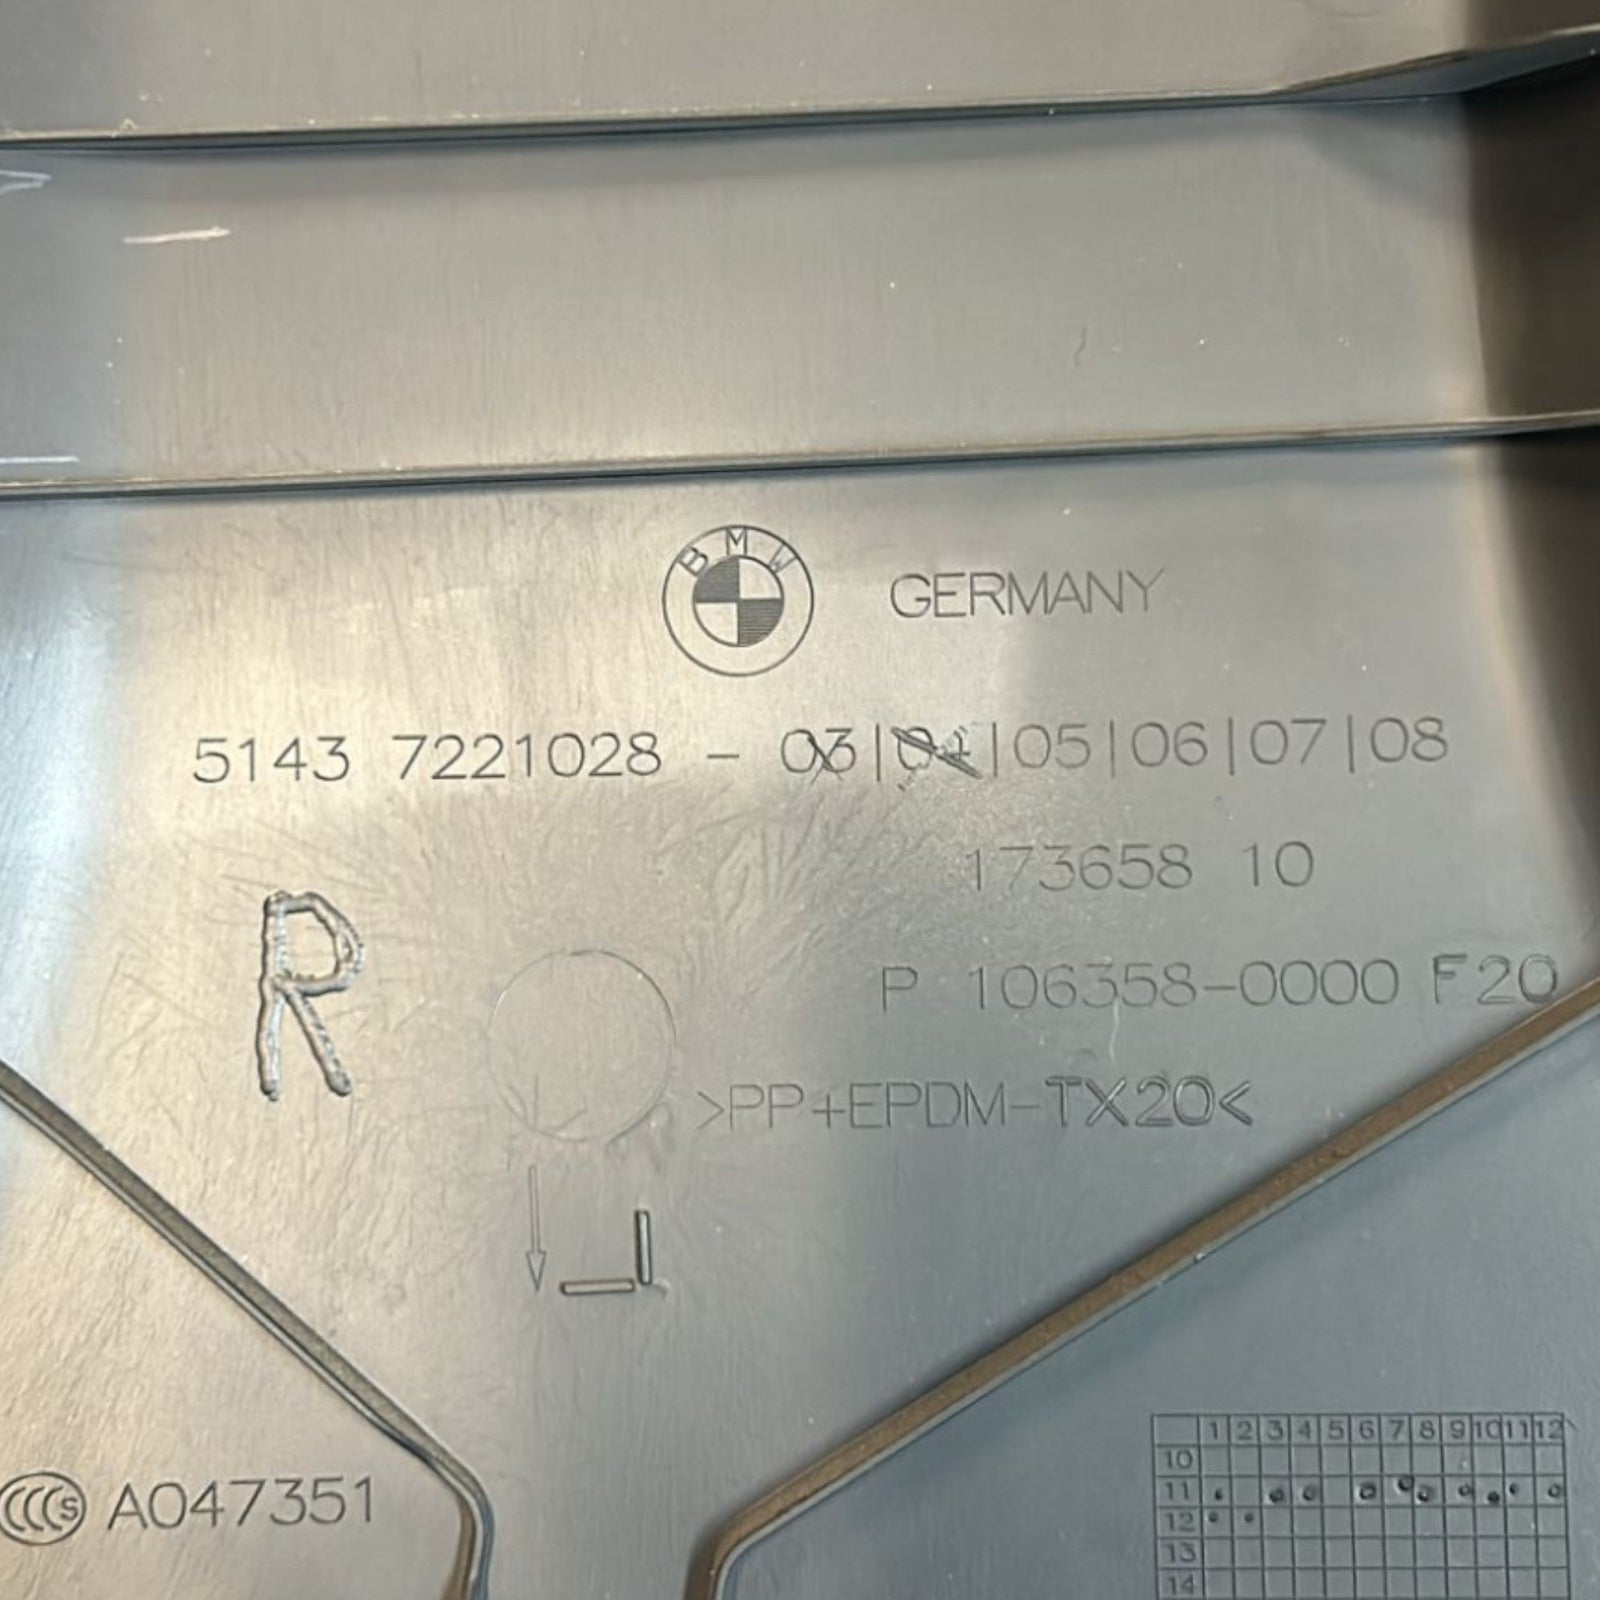 BMW GERMANY
5143 7221028 - 03|04|05|06|07|08
173658 10
P 106358-0000 F20
R
>PP+EPDM-TX20<
CCC S A047351
1 2 3 4 5 6 7 8 9 10 11 12
10
11
12
13
14